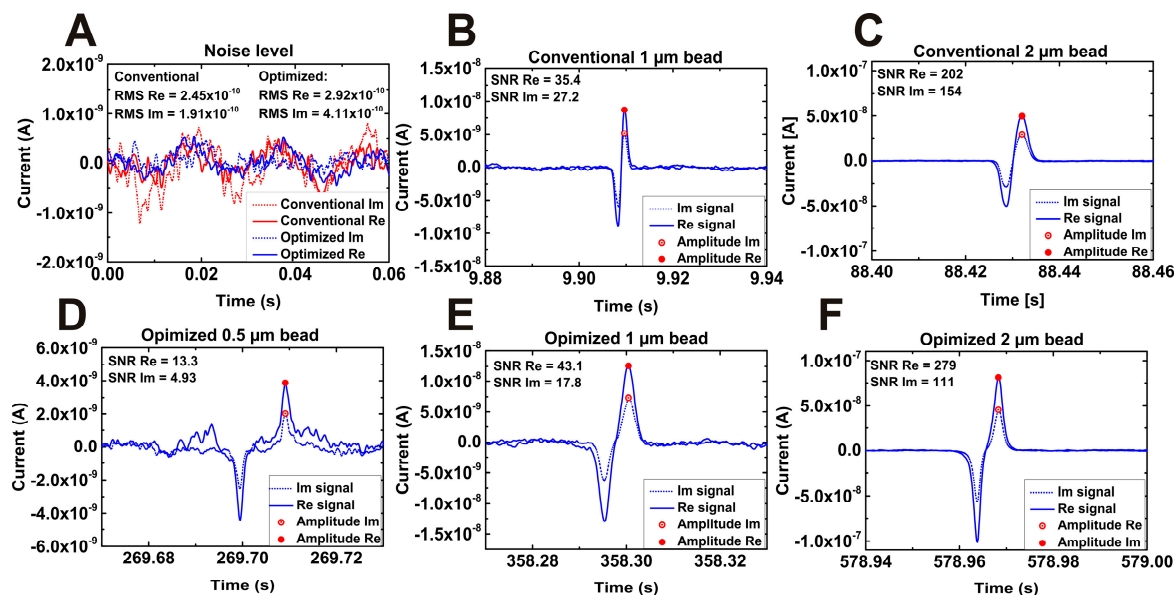 A
Noise level
Conventional
RMS Re = 2.45x10⁻¹⁰
RMS Im = 1.91x10⁻¹⁰
Optimized:
RMS Re = 2.92x10⁻¹⁰
RMS Im = 4.11x10⁻¹⁰
2.0x10⁻⁹
1.0x10⁻⁹
0.0
-1.0x10⁻⁹
-2.0x10⁻⁹
Current (A)
Conventional Im
Conventional Re
Optimized Im
Optimized Re
0.00 0.02 0.04 0.06
Time (s)
B
Conventional 1 µm bead
SNR Re = 35.4
SNR Im = 27.2
1.5x10⁻⁸
1.0x10⁻⁸
5.0x10⁻⁹
0.0
-5.0x10⁻⁹
-1.0x10⁻⁸
-1.5x10⁻⁸
Current (A)
Im signal
Re signal
Amplitude Im
Amplitude Re
9.88 9.90 9.92 9.94
Time (s)
C
Conventional 2 µm bead
SNR Re = 202
SNR Im = 154
1.0x10⁻⁷
5.0x10⁻⁸
0.0
-5.0x10⁻⁸
-1.0x10⁻⁷
Current [A]
Im signal
Re signal
Amplitude Im
Amplitude Re
88.40 88.42 88.44 88.46
Time [s]
D
Opimized 0.5 µm bead
SNR Re = 13.3
SNR Im = 4.93
6.0x10⁻⁹
4.0x10⁻⁹
2.0x10⁻⁹
0.0
-2.0x10⁻⁹
-4.0x10⁻⁹
-6.0x10⁻⁹
Current (A)
Im signal
Re signal
Amplitude Im
Amplitude Re
269.68 269.70 269.72
Time (s)
E
Opimized 1 µm bead
SNR Re = 43.1
SNR Im = 17.8
1.5x10⁻⁸
1.0x10⁻⁸
5.0x10⁻⁹
0.0
-5.0x10⁻⁹
-1.0x10⁻⁸
-1.5x10⁻⁸
Current (A)
Im signal
Re signal
Amplitude Im
Amplitude Re
358.28 358.30 358.32
Time (s)
F
Opimized 2 µm bead
SNR Re = 279
SNR Im = 111
1.0x10⁻⁷
5.0x10⁻⁸
0.0
-5.0x10⁻⁸
-1.0x10⁻⁷
Current (A)
Im signal
Re signal
Amplitude Re
Amplitude Im
578.94 578.96 578.98 579.00
Time (s)